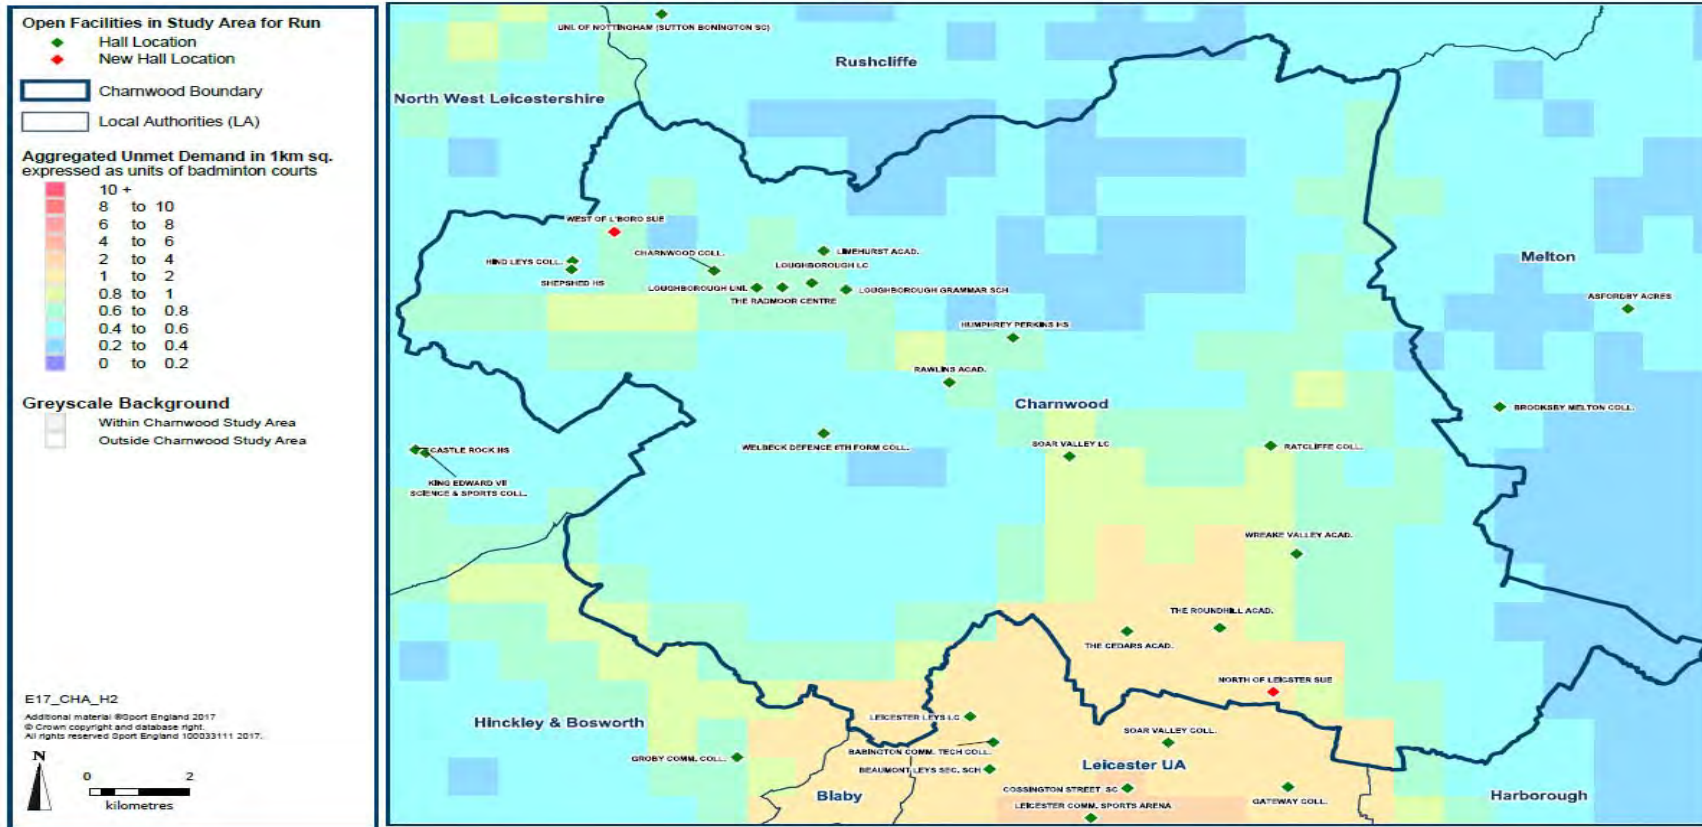 Open Facilities in Study Area for Run
Hall Location
New Hall Location
Charnwood Boundary
Local Authorities (LA)
Aggregated Unmet Demand in 1km sq.
expressed as units of badminton courts
10 +
8 to 10
6 to 8
4 to 6
2 to 4
1 to 2
0.8 to 1
0.6 to 0.8
0.4 to 0.6
0.2 to 0.4
0 to 0.2
Greyscale Background
Within Charnwood Study Area
Outside Charnwood Study Area
E17_CHA_H2
Additional material ®Sport England 2017
© Crown copyright and database right.
All rights reserved Sport England 100033111 2017.
N
0 2
kilometres
UNI. OF NOTTINGHAM (SUTTON BONINGTON SC)
Rushcliffe
North West Leicestershire
WEST OF L'BORO SUE
HIND LEYS COLL.
SHEPSHED HS
CHARNWOOD COLL.
LIMEHURST ACAD.
LOUGHBOROUGH LC
LOUGHBOROUGH UNI.
THE RADMOOR CENTRE
LOUGHBOROUGH GRAMMAR SCH
Melton
ASFORDBY ACRES
HUMPHREY PERKINS HS
RAWLINS ACAD.
Charnwood
BROOKSBY MELTON COLL.
WELBECK DEFENCE 6TH FORM COLL.
SOAR VALLEY LC
RATCLIFFE COLL.
CASTLE ROCK HS
KING EDWARD VII
SCIENCE & SPORTS COLL.
WREAKE VALLEY ACAD.
THE ROUNDHILL ACAD.
THE CEDARS ACAD.
NORTH OF LEICSTER SUE
Hinckley & Bosworth
LEICESTER LEYS LC
SOAR VALLEY COLL.
GROBY COMM. COLL.
BABINGTON COMM. TECH COLL.
BEAUMONT LEYS SEC. SCH
Leicester UA
Blaby
COSSINGTON STREET, SC
LEICESTER COMM. SPORTS ARENA
GATEWAY COLL.
Harborough